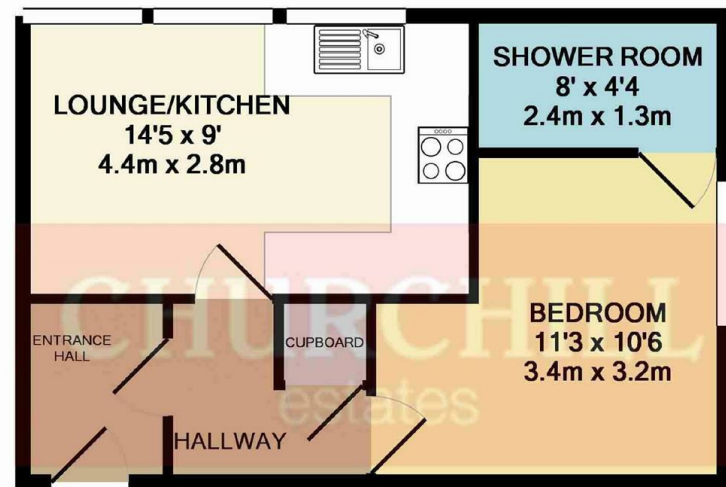 LOUNGE/KITCHEN
14'5 x 9'
4.4m x 2.8m
SHOWER ROOM
8' x 4'4
2.4m x 1.3m
BEDROOM
11'3 x 10'6
3.4m x 3.2m
ENTRANCE
HALL
CUPBOARD
HALLWAY
CHURCHILL
estates